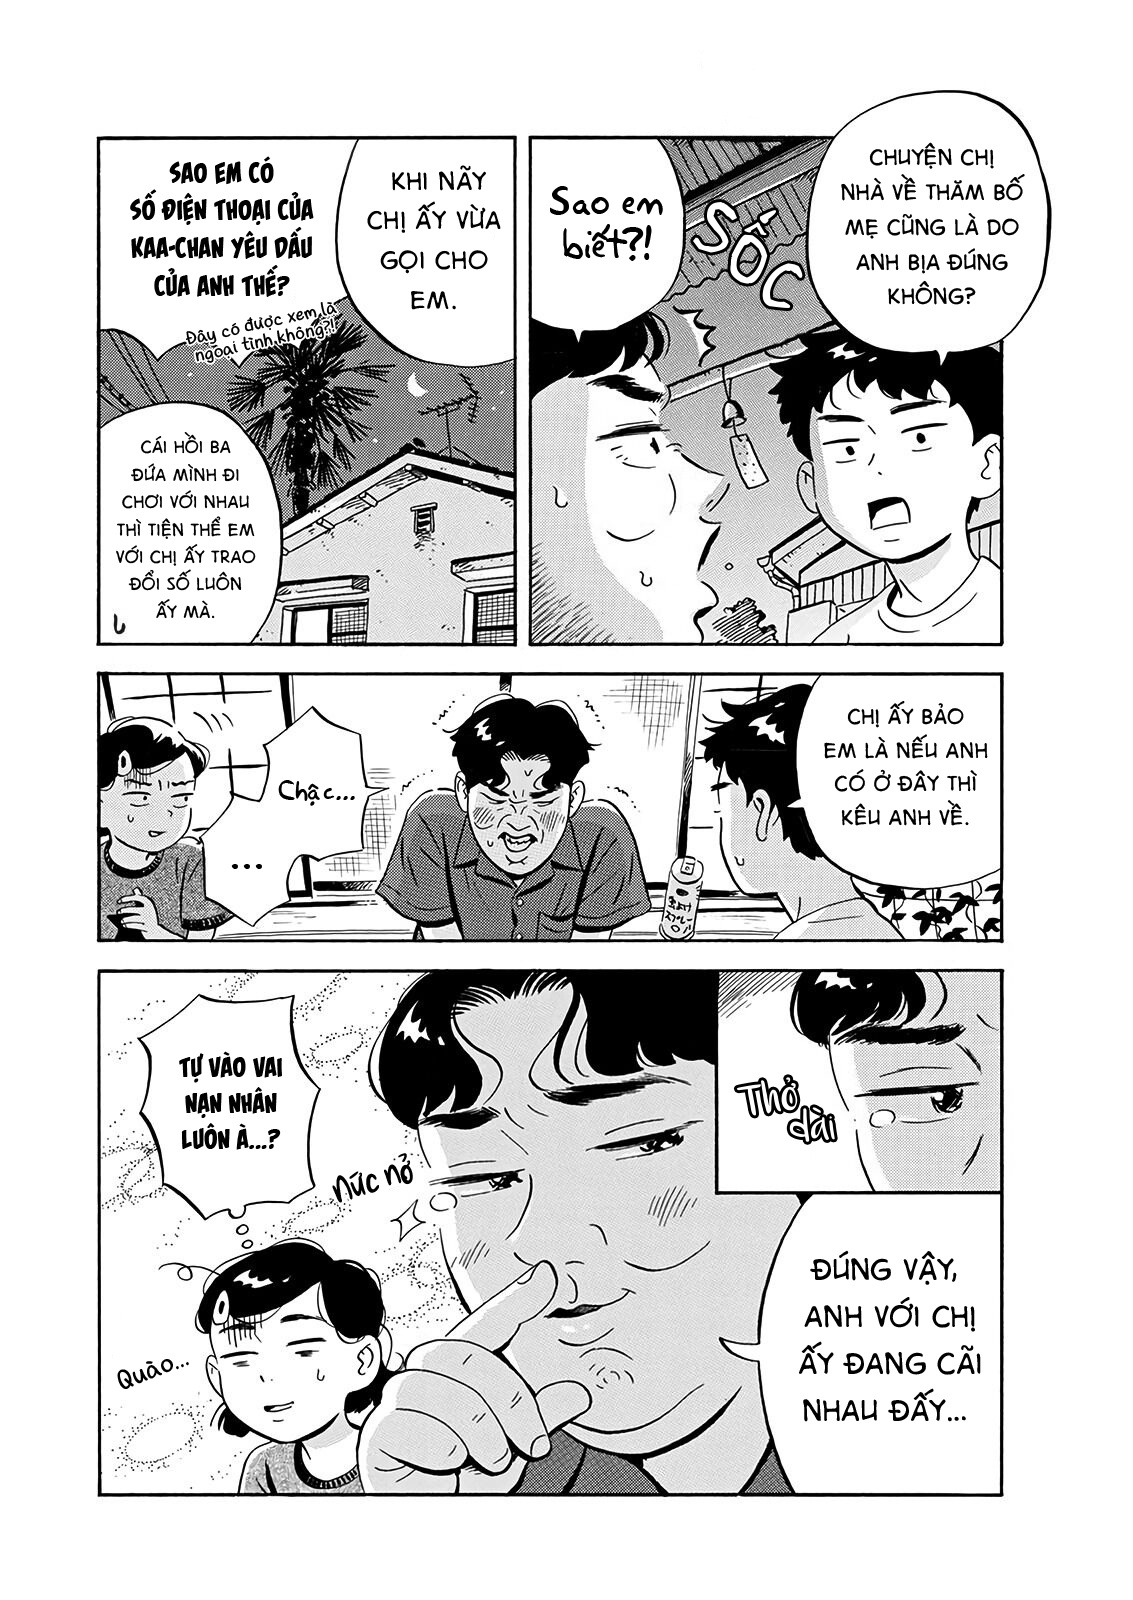 CHUYỆN CHỊ
NHÀ VỀ THĂM BỐ
MẸ CŨNG LÀ DO
ANH BỊA ĐÚNG
KHÔNG?
SỐC
Sao em
biết?!
KHI NÃY
CHỊ ẤY VỪA
GỌI CHO
EM.
SAO EM CÓ
SỐ ĐIỆN THOẠI CỦA
KAA-CHAN YÊU DẤU
CỦA ANH THẾ?
Đây có được xem là
ngoại tình không?!
CÁI HỒI BA
ĐỨA MÌNH ĐI
CHƠI VỚI NHAU
THÌ TIỆN THỂ EM
VỚI CHỊ ẤY TRAO
ĐỔI SỐ LUÔN
ẤY MÀ.
CHỊ ẤY BẢO
EM LÀ NẾU ANH
CÓ Ở ĐÂY THÌ
KÊU ANH VỀ.
Chậc...
...
Thở
dài
ĐÚNG VẬY,
ANH VỚI CHỊ
ẤY ĐANG CÃI
NHAU ĐẤY...
Nức nở
TỰ VÀO VAI
NẠN NHÂN
LUÔN À...?
Quào...